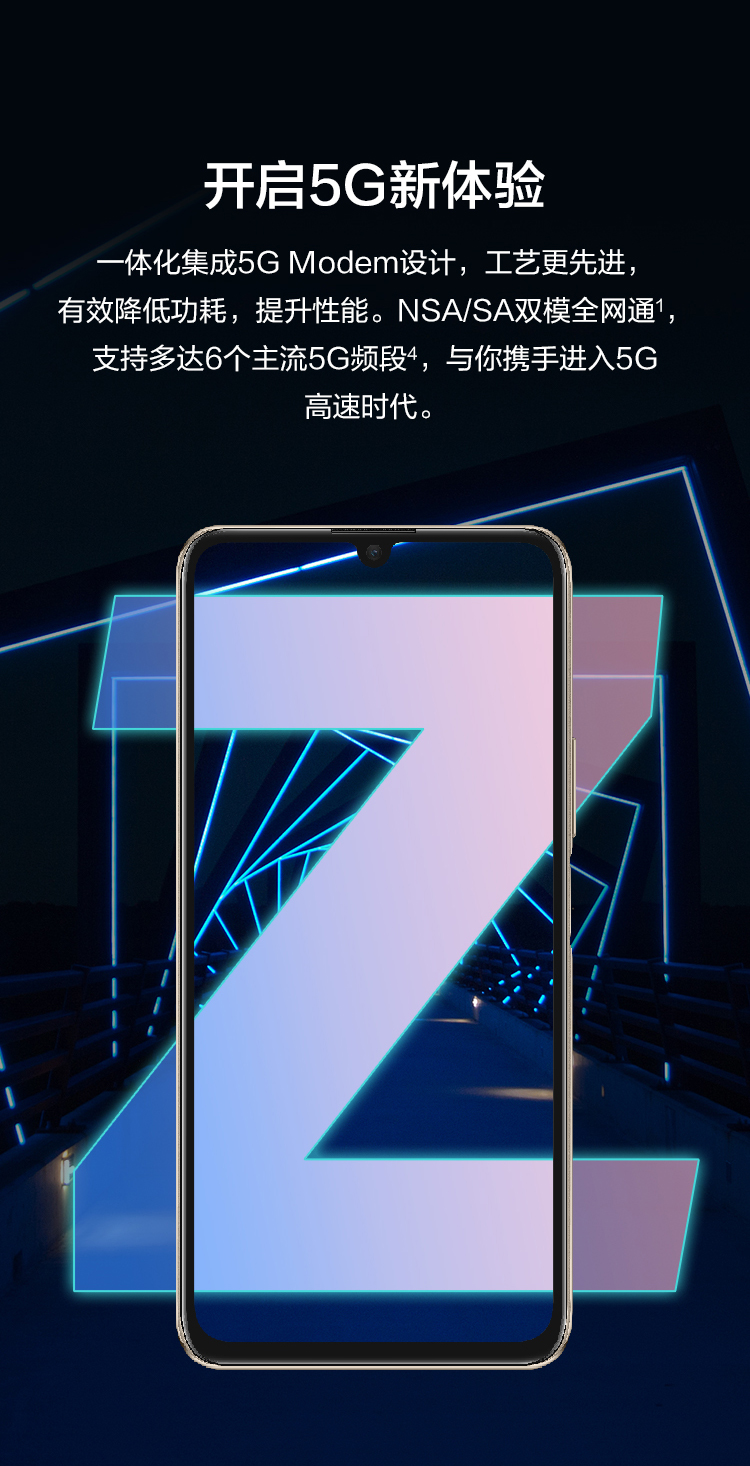 开启5G新体验
一体化集成5G Modem设计，工艺更先进，
有效降低功耗，提升性能。NSA/SA双模全网通¹，
支持多达6个主流5G频段⁴，与你携手进入5G
高速时代。
Z